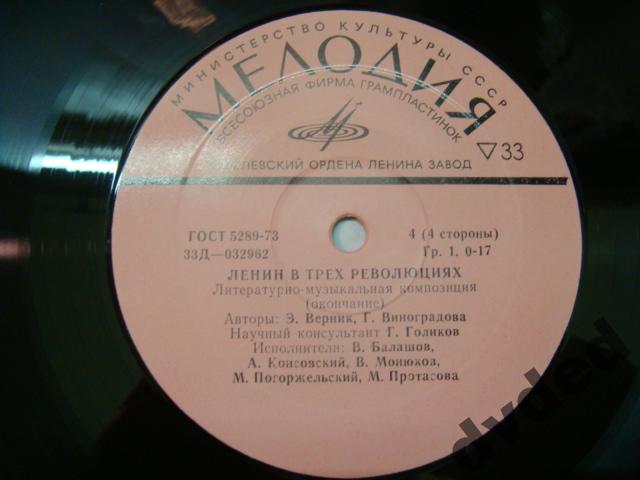 МИНИСТЕРСТВО КУЛЬТУРЫ СССР
МЕЛОДИЯ
ВСЕСОЮЗНАЯ ФИРМА ГРАМПЛАСТИНОК
ОРДЕНА ЛЕНИНА ЗАВОД
▽33
ГОСТ 5289-73
4 (4 стороны)
33Д—032962
Гр. 1. 0-17
ЛЕНИН В ТРЕХ РЕВОЛЮЦИЯХ
Литературно-музыкальная композиция
(окончание)
Авторы: Э. Верник, Г. Виноградова
Научный консультант Г. Голиков
Исполнители: В. Балашов,
А. Консовский, В. Монюков,
М. Погоржельский, М. Протасова
dvded